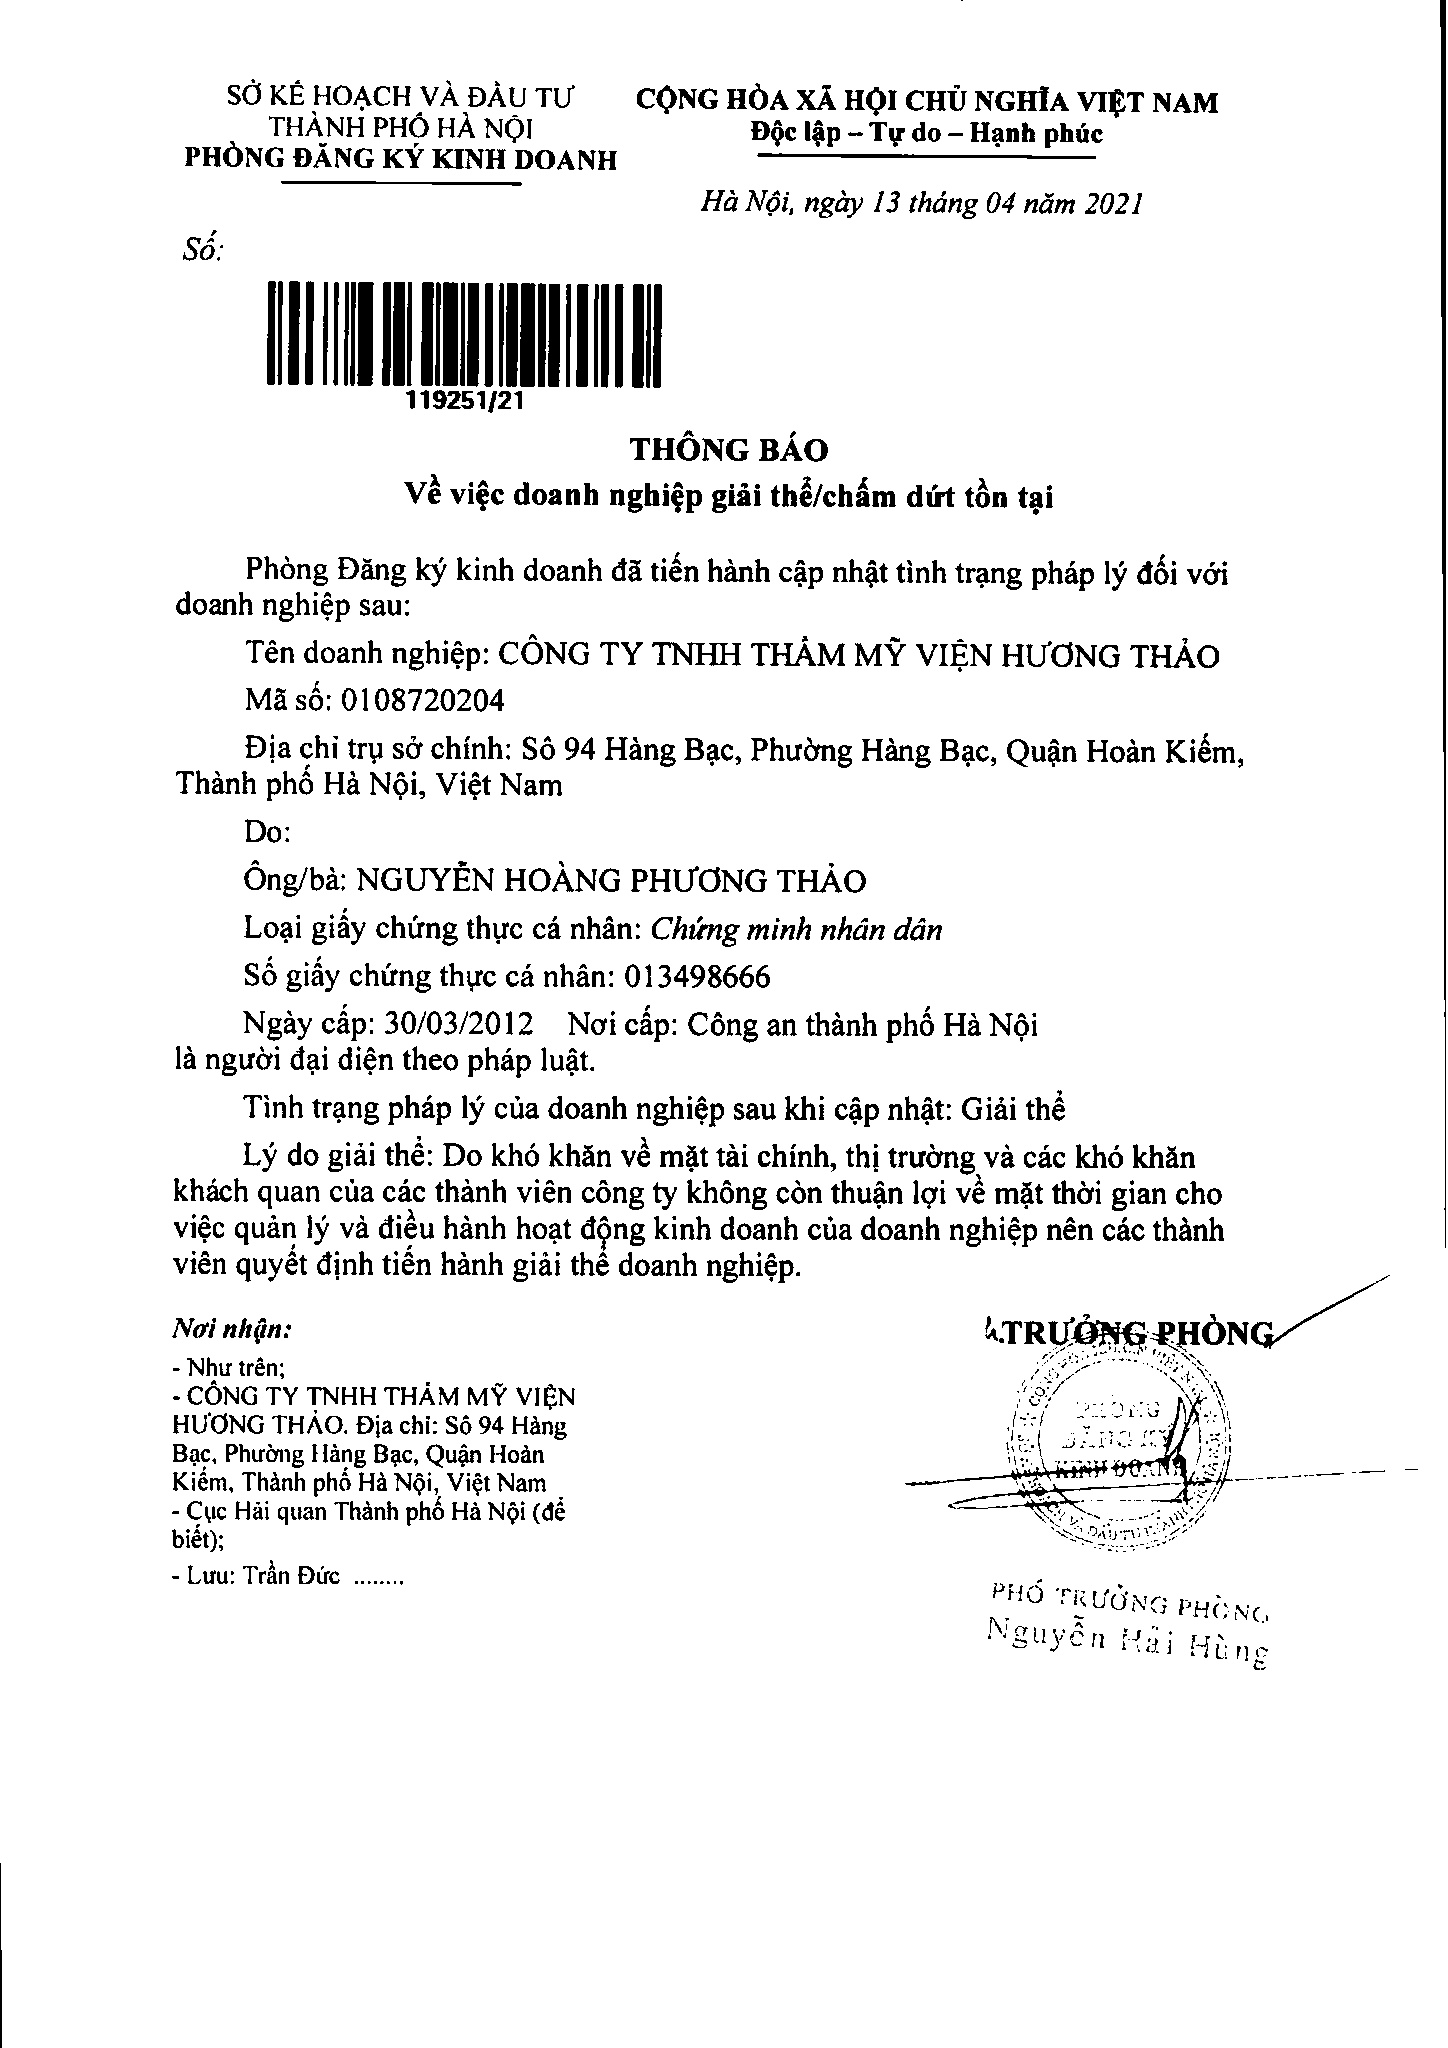 SỞ KẾ HOẠCH VÀ ĐẦU TƯ
THÀNH PHỐ HÀ NỘI
PHÒNG ĐĂNG KÝ KINH DOANH
CỘNG HÒA XÃ HỘI CHỦ NGHĨA VIỆT NAM
Độc lập – Tự do – Hạnh phúc
Hà Nội, ngày 13 tháng 04 năm 2021
Số:
119251/21
THÔNG BÁO
Về việc doanh nghiệp giải thể/chấm dứt tồn tại
Phòng Đăng ký kinh doanh đã tiến hành cập nhật tình trạng pháp lý đối với
doanh nghiệp sau:
Tên doanh nghiệp: CÔNG TY TNHH THẨM MỸ VIỆN HƯƠNG THẢO
Mã số: 0108720204
Địa chỉ trụ sở chính: Số 94 Hàng Bạc, Phường Hàng Bạc, Quận Hoàn Kiếm,
Thành phố Hà Nội, Việt Nam
Do:
Ông/bà: NGUYỄN HOÀNG PHƯƠNG THẢO
Loại giấy chứng thực cá nhân: Chứng minh nhân dân
Số giấy chứng thực cá nhân: 013498666
Ngày cấp: 30/03/2012 Nơi cấp: Công an thành phố Hà Nội
là người đại diện theo pháp luật.
Tình trạng pháp lý của doanh nghiệp sau khi cập nhật: Giải thể
Lý do giải thể: Do khó khăn về mặt tài chính, thị trường và các khó khăn
khách quan của các thành viên công ty không còn thuận lợi về mặt thời gian cho
việc quản lý và điều hành hoạt động kinh doanh của doanh nghiệp nên các thành
viên quyết định tiến hành giải thể doanh nghiệp.
Nơi nhận:
- Như trên;
- CÔNG TY TNHH THẨM MỸ VIỆN
HƯƠNG THẢO. Địa chỉ: Số 94 Hàng
Bạc, Phường Hàng Bạc, Quận Hoàn
Kiếm, Thành phố Hà Nội, Việt Nam
- Cục Hải quan Thành phố Hà Nội (để
biết);
- Lưu: Trần Đức ........
TRƯỞNG PHÒNG
PHÒNG
ĐĂNG KÝ
KINH DOANH
PHÓ TRƯỞNG PHÒNG
Nguyễn Hải Hùng